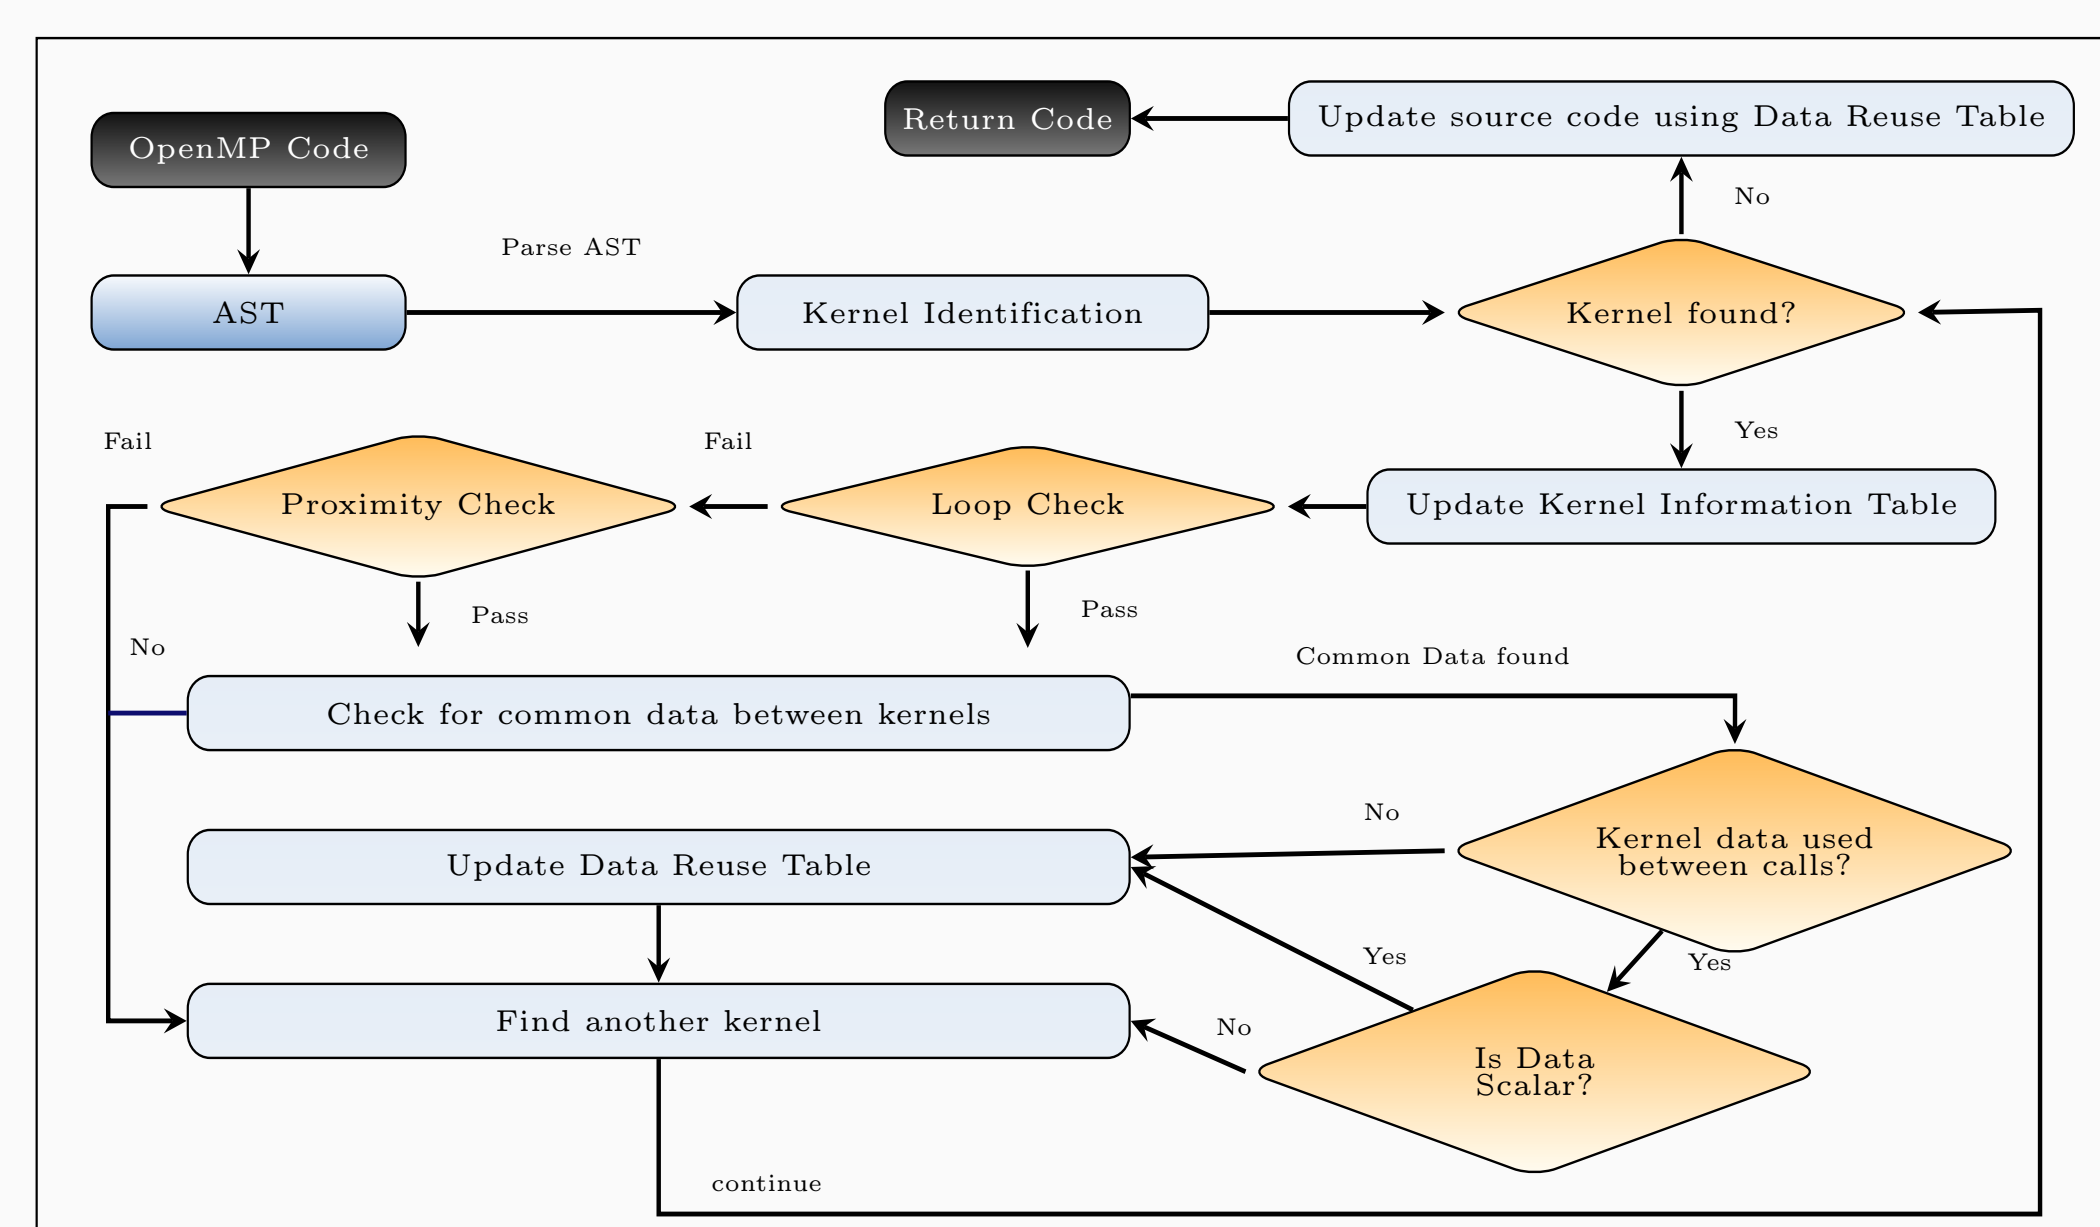 Return Code
Update source code using Data Reuse Table
OpenMP Code
No
Parse AST
AST
Kernel Identification
Kernel found?
Yes
Fail
Fail
Proximity Check
Loop Check
Update Kernel Information Table
Pass
Pass
No
Common Data found
Check for common data between kernels
No
Kernel data used
between calls?
Update Data Reuse Table
Yes
Yes
Find another kernel
No
Is Data
Scalar?
continue